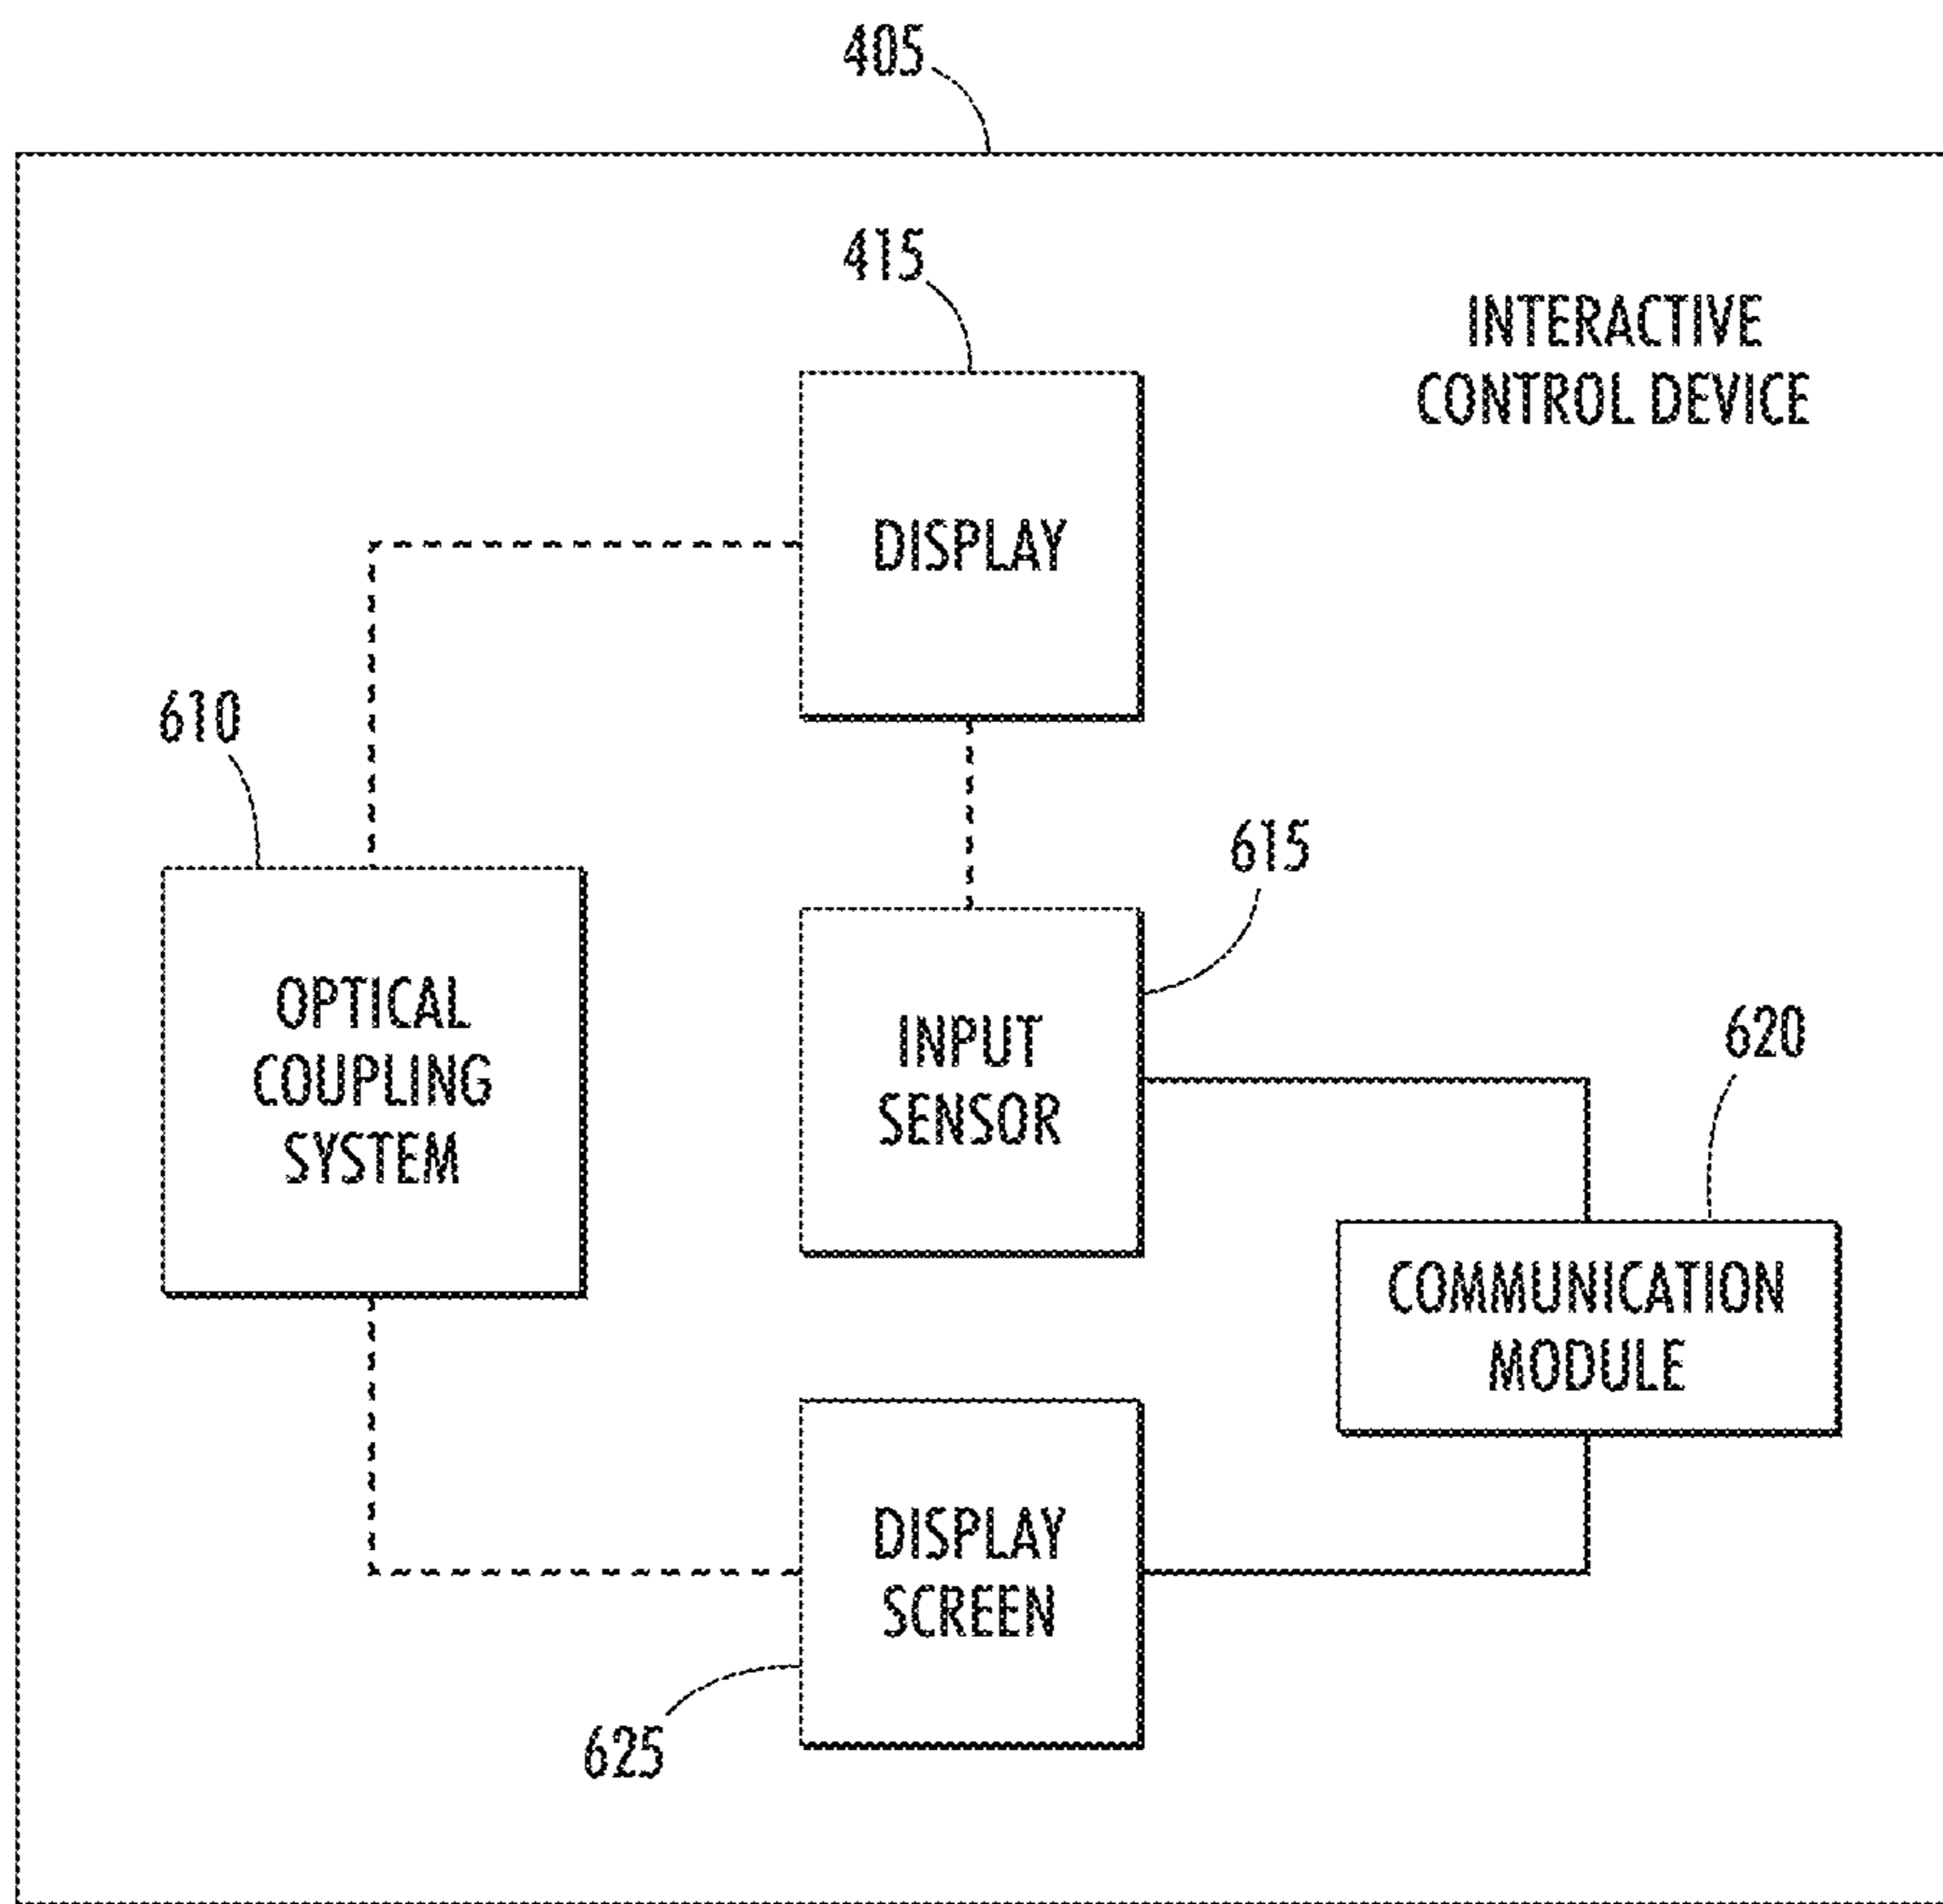 405
415
INTERACTIVE
CONTROL DEVICE
DISPLAY
610
615
OPTICAL
COUPLING
SYSTEM
INPUT
SENSOR
620
COMMUNICATION
MODULE
DISPLAY
SCREEN
625